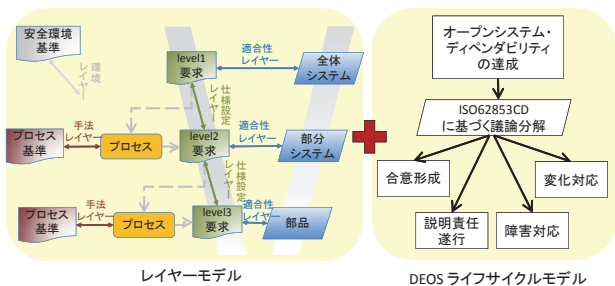 安全環境
基準
環境
レイヤー
level1
要求
適合性
レイヤー
全体
システム
仕様設定
レイヤー
プロセス
基準
手法
レイヤー
プロセス
level2
要求
適合性
レイヤー
部分
システム
仕様設定
レイヤー
プロセス
基準
手法
レイヤー
プロセス
level3
要求
適合性
レイヤー
部品
レイヤーモデル
オープンシステム・
ディペンダビリティ
の達成
ISO62853CD
に基づく議論分解
合意形成
説明責任
遂行
障害対応
変化対応
DEOS ライフサイクルモデル